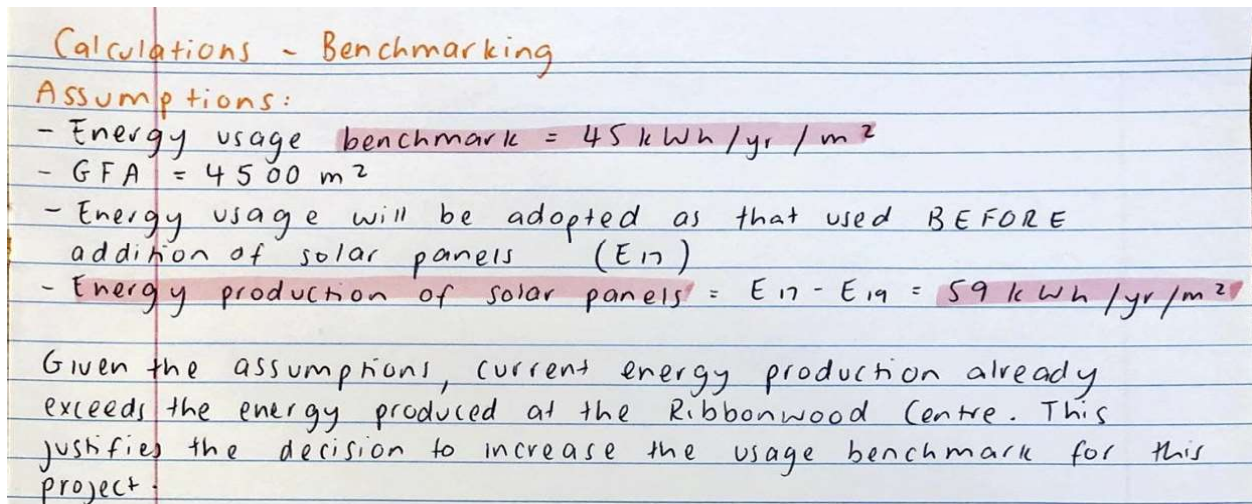 Calculations - Benchmarking
Assumptions:
- Energy usage benchmark = 45 kWh/yr/m²
- GFA = 4500 m²
- Energy usage will be adopted as that used BEFORE
addition of solar panels (E₁₇)
- Energy production of solar panels = E₁₇ - E₁₉ = 59 kWh/yr/m²
Given the assumptions, current energy production already
exceeds the energy produced at the Ribbonwood Centre. This
justifies the decision to increase the usage benchmark for this
project.